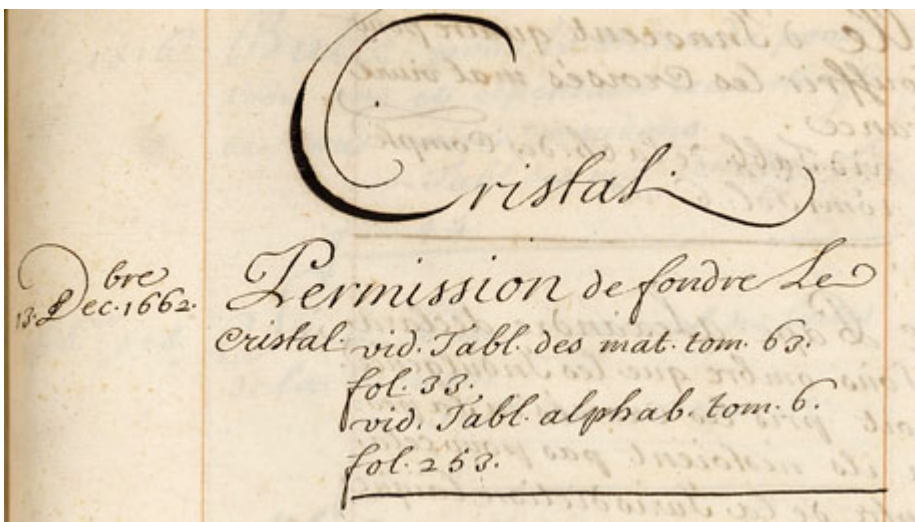 Cristal.
13. Dec.bre 1662.
Permission de fondre Le
Cristal. vid. Tabl. des mat. tom. 63.
fol. 33.
vid. Tabl. alphab. tom. 6.
fol. 253.